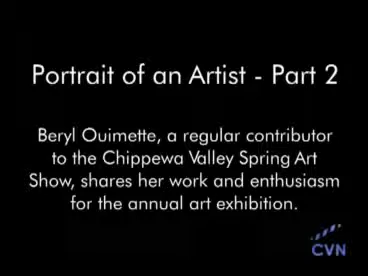 Portrait of an Artist - Part 2
Beryl Ouimette, a regular contributor
to the Chippewa Valley Spring Art
Show, shares her work and enthusiasm
for the annual art exhibition.
CVN